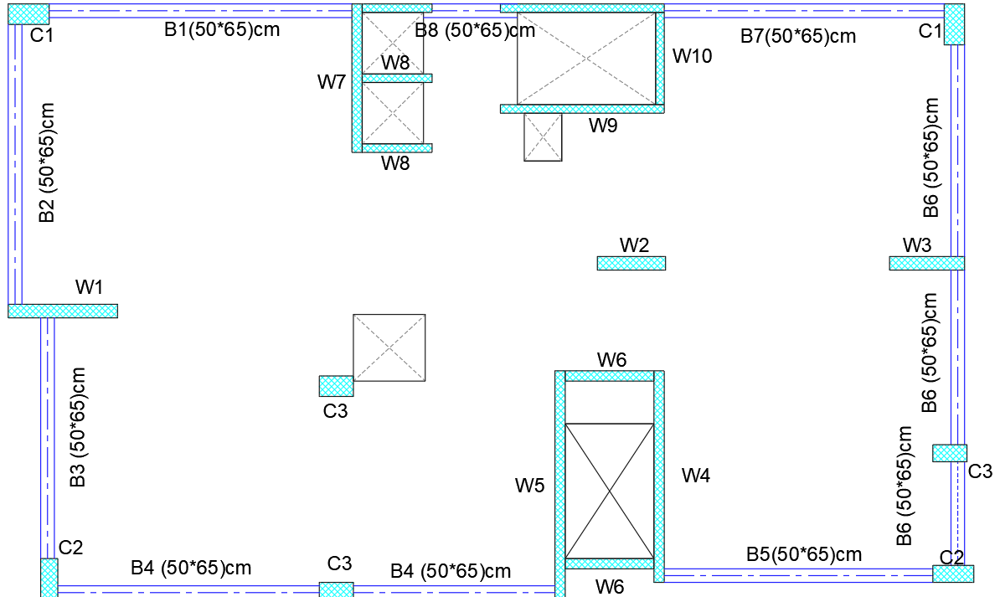 C1
B1(50*65)cm
B8 (50*65)cm
B7(50*65)cm
C1
W8
W7
W10
W9
W8
B2 (50*65)cm
B6 (50*65)cm
W2
W3
W1
B6 (50*65)cm
W6
C3
B3 (50*65)cm
B6 (50*65)cm
W5
W4
C3
C2
B4 (50*65)cm
C3
B4 (50*65)cm
W6
B5(50*65)cm
C2